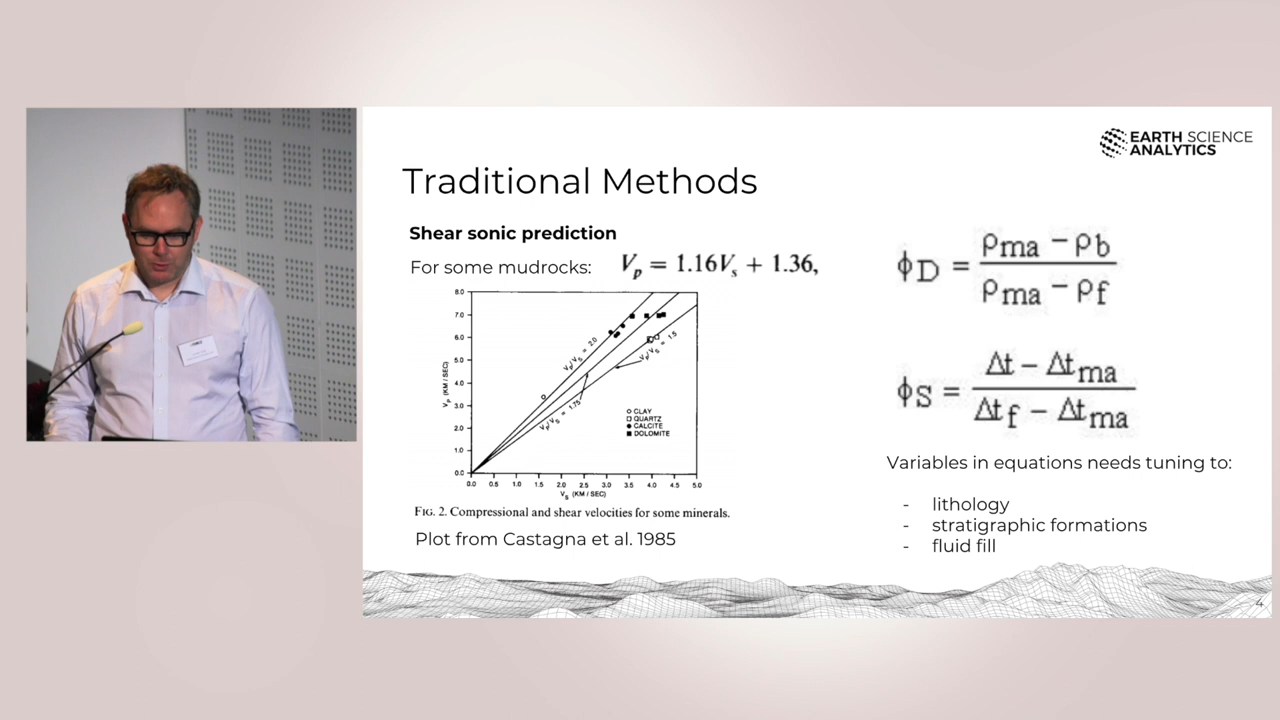 EARTH SCIENCE
ANALYTICS
Traditional Methods
Shear sonic prediction
For some mudrocks: Vp = 1.16Vs + 1.36,
8.0
7.0
6.0
5.0
4.0
3.0
2.0
1.0
0.0
VP (KM / SEC)
VP/VS = 2.0
VP/VS = 1.5
VP/VS = 1.75
CLAY
QUARTZ
CALCITE
DOLOMITE
0.0 0.5 1.0 1.5 2.0 2.5 3.0 3.5 4.0 4.5 5.0
VS (KM / SEC)
FIG. 2. Compressional and shear velocities for some minerals.
Plot from Castagna et al. 1985
ϕD = (ρma − ρb) / (ρma − ρf)
ϕS = (Δt − Δtma) / (Δtf − Δtma)
Variables in equations needs tuning to:
- lithology
- stratigraphic formations
- fluid fill
4